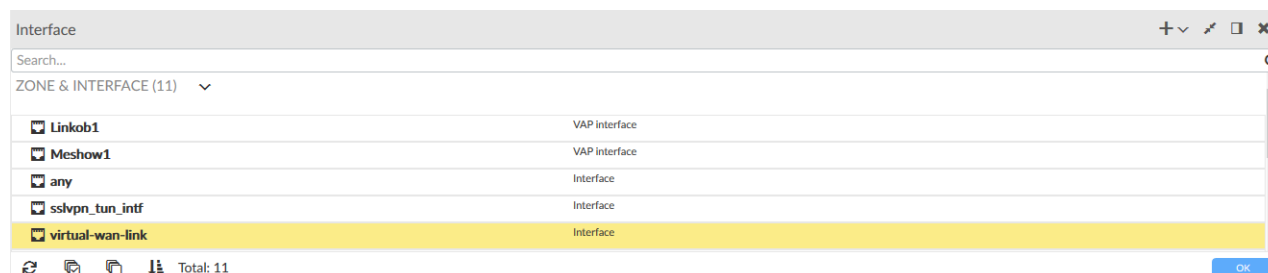 Interface
Search...
ZONE & INTERFACE (11)
Linkob1 VAP interface
Meshow1 VAP interface
any Interface
sslvpn_tun_intf Interface
virtual-wan-link Interface
Total: 11 OK